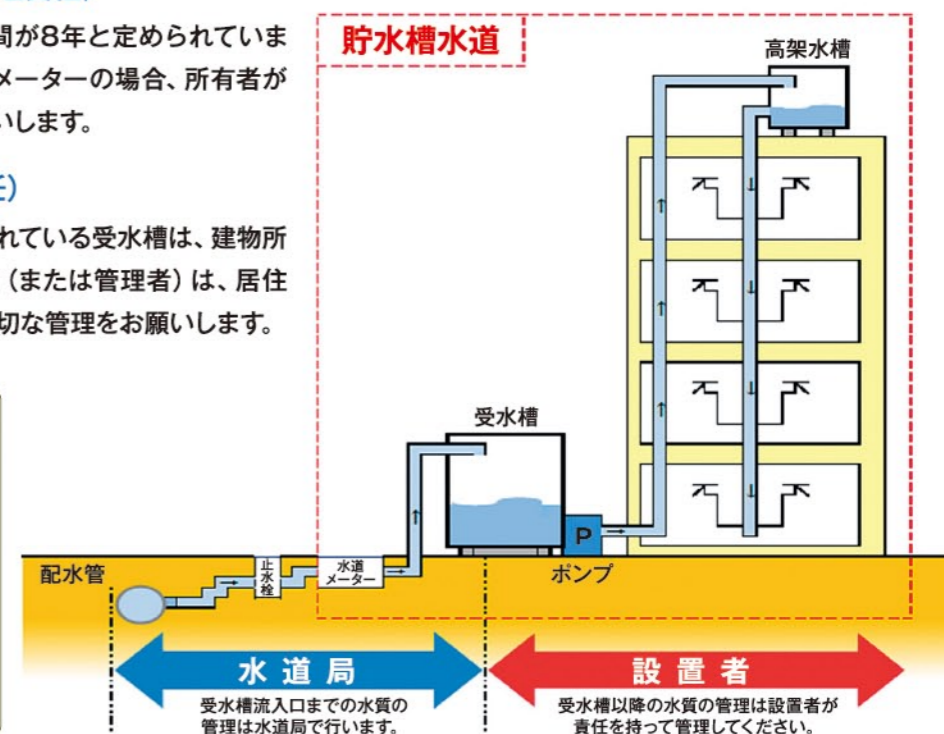 間が8年と定められていま
メーターの場合、所有者が
いします。
任)
れている受水槽は、建物所
(または管理者)は、居住
切な管理をお願いします。
貯水槽水道
高架水槽
受水槽
P
配水管
止水栓
水道
メーター
ポンプ
水道局
設置者
受水槽流入口までの水質の
管理は水道局で行います。
受水槽以降の水質の管理は設置者が
責任を持って管理してください。